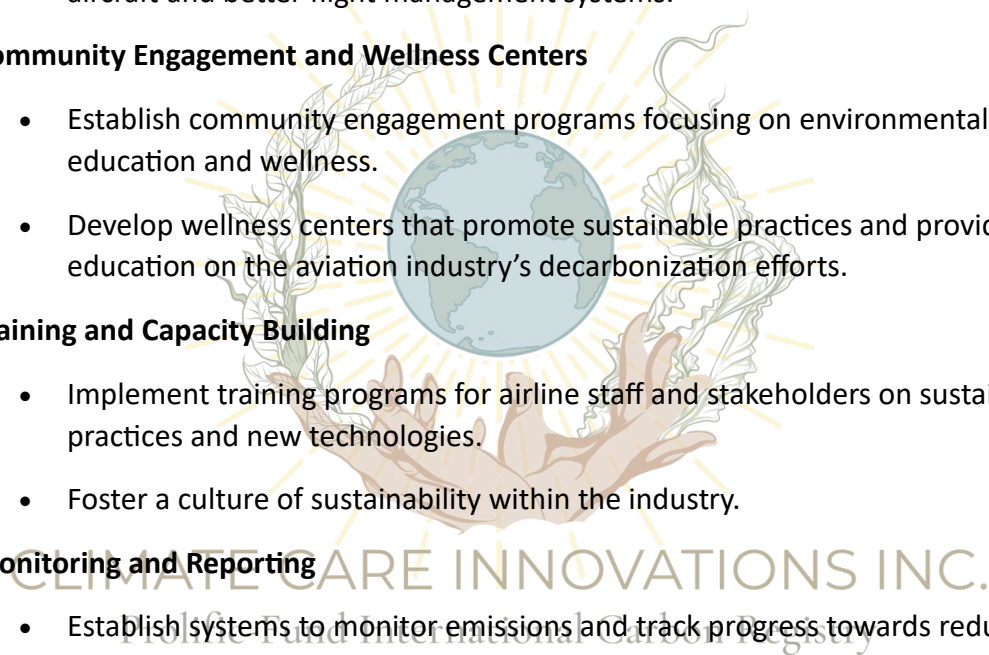 aircraft and better flight management systems.
ommunity Engagement and Wellness Centers
• Establish community engagement programs focusing on environmental
education and wellness.
• Develop wellness centers that promote sustainable practices and provid
education on the aviation industry's decarbonization efforts.
aining and Capacity Building
• Implement training programs for airline staff and stakeholders on sustai
practices and new technologies.
• Foster a culture of sustainability within the industry.
onitoring and Reporting
CLIMATE CARE INNOVATIONS INC.
• Establish systems to monitor emissions and track progress towards redu
Prolific Fund International Carbon Registry